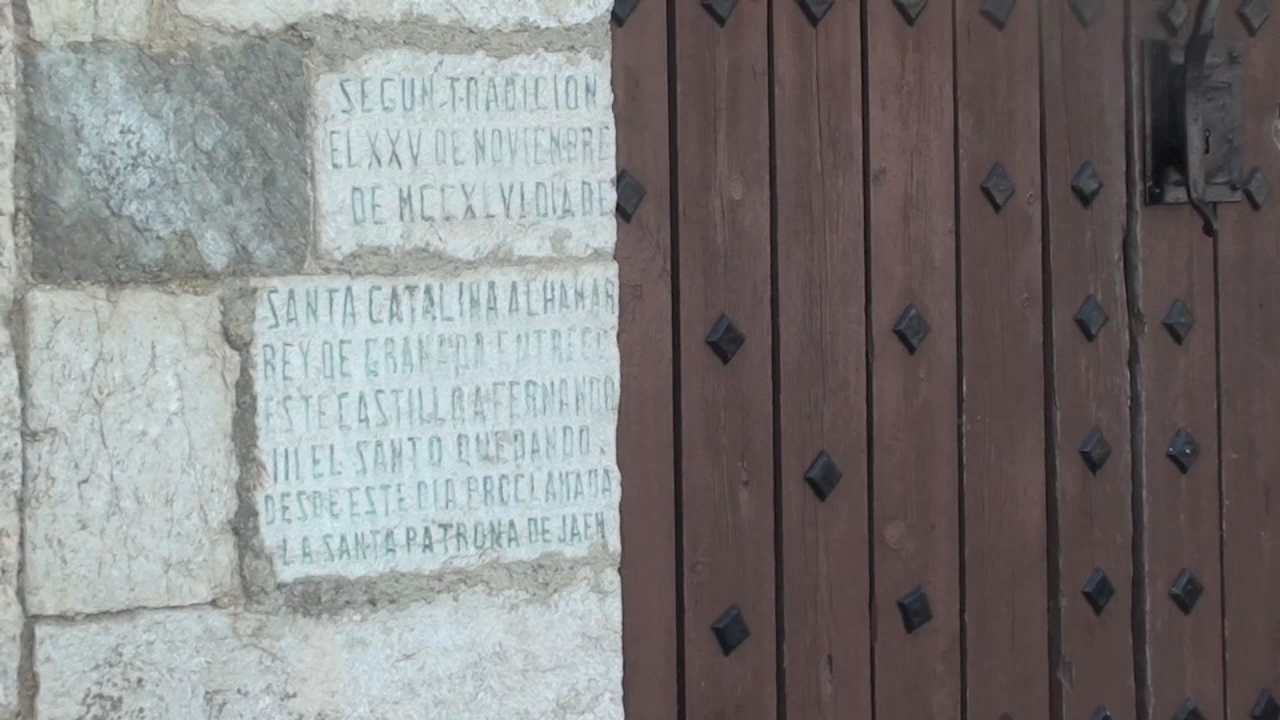 SEGUN TRADICION
EL XXV DE NOVIEMBRE
DE MCCXLVI DIA DE
SANTA CATALINA ALHAMAR
REY DE GRANADA ENTREGO
ESTE CASTILLO A FERNANDO
III EL SANTO QUEDANDO
DESDE ESTE DIA PROCLAMADA
LA SANTA PATRONA DE JAEN